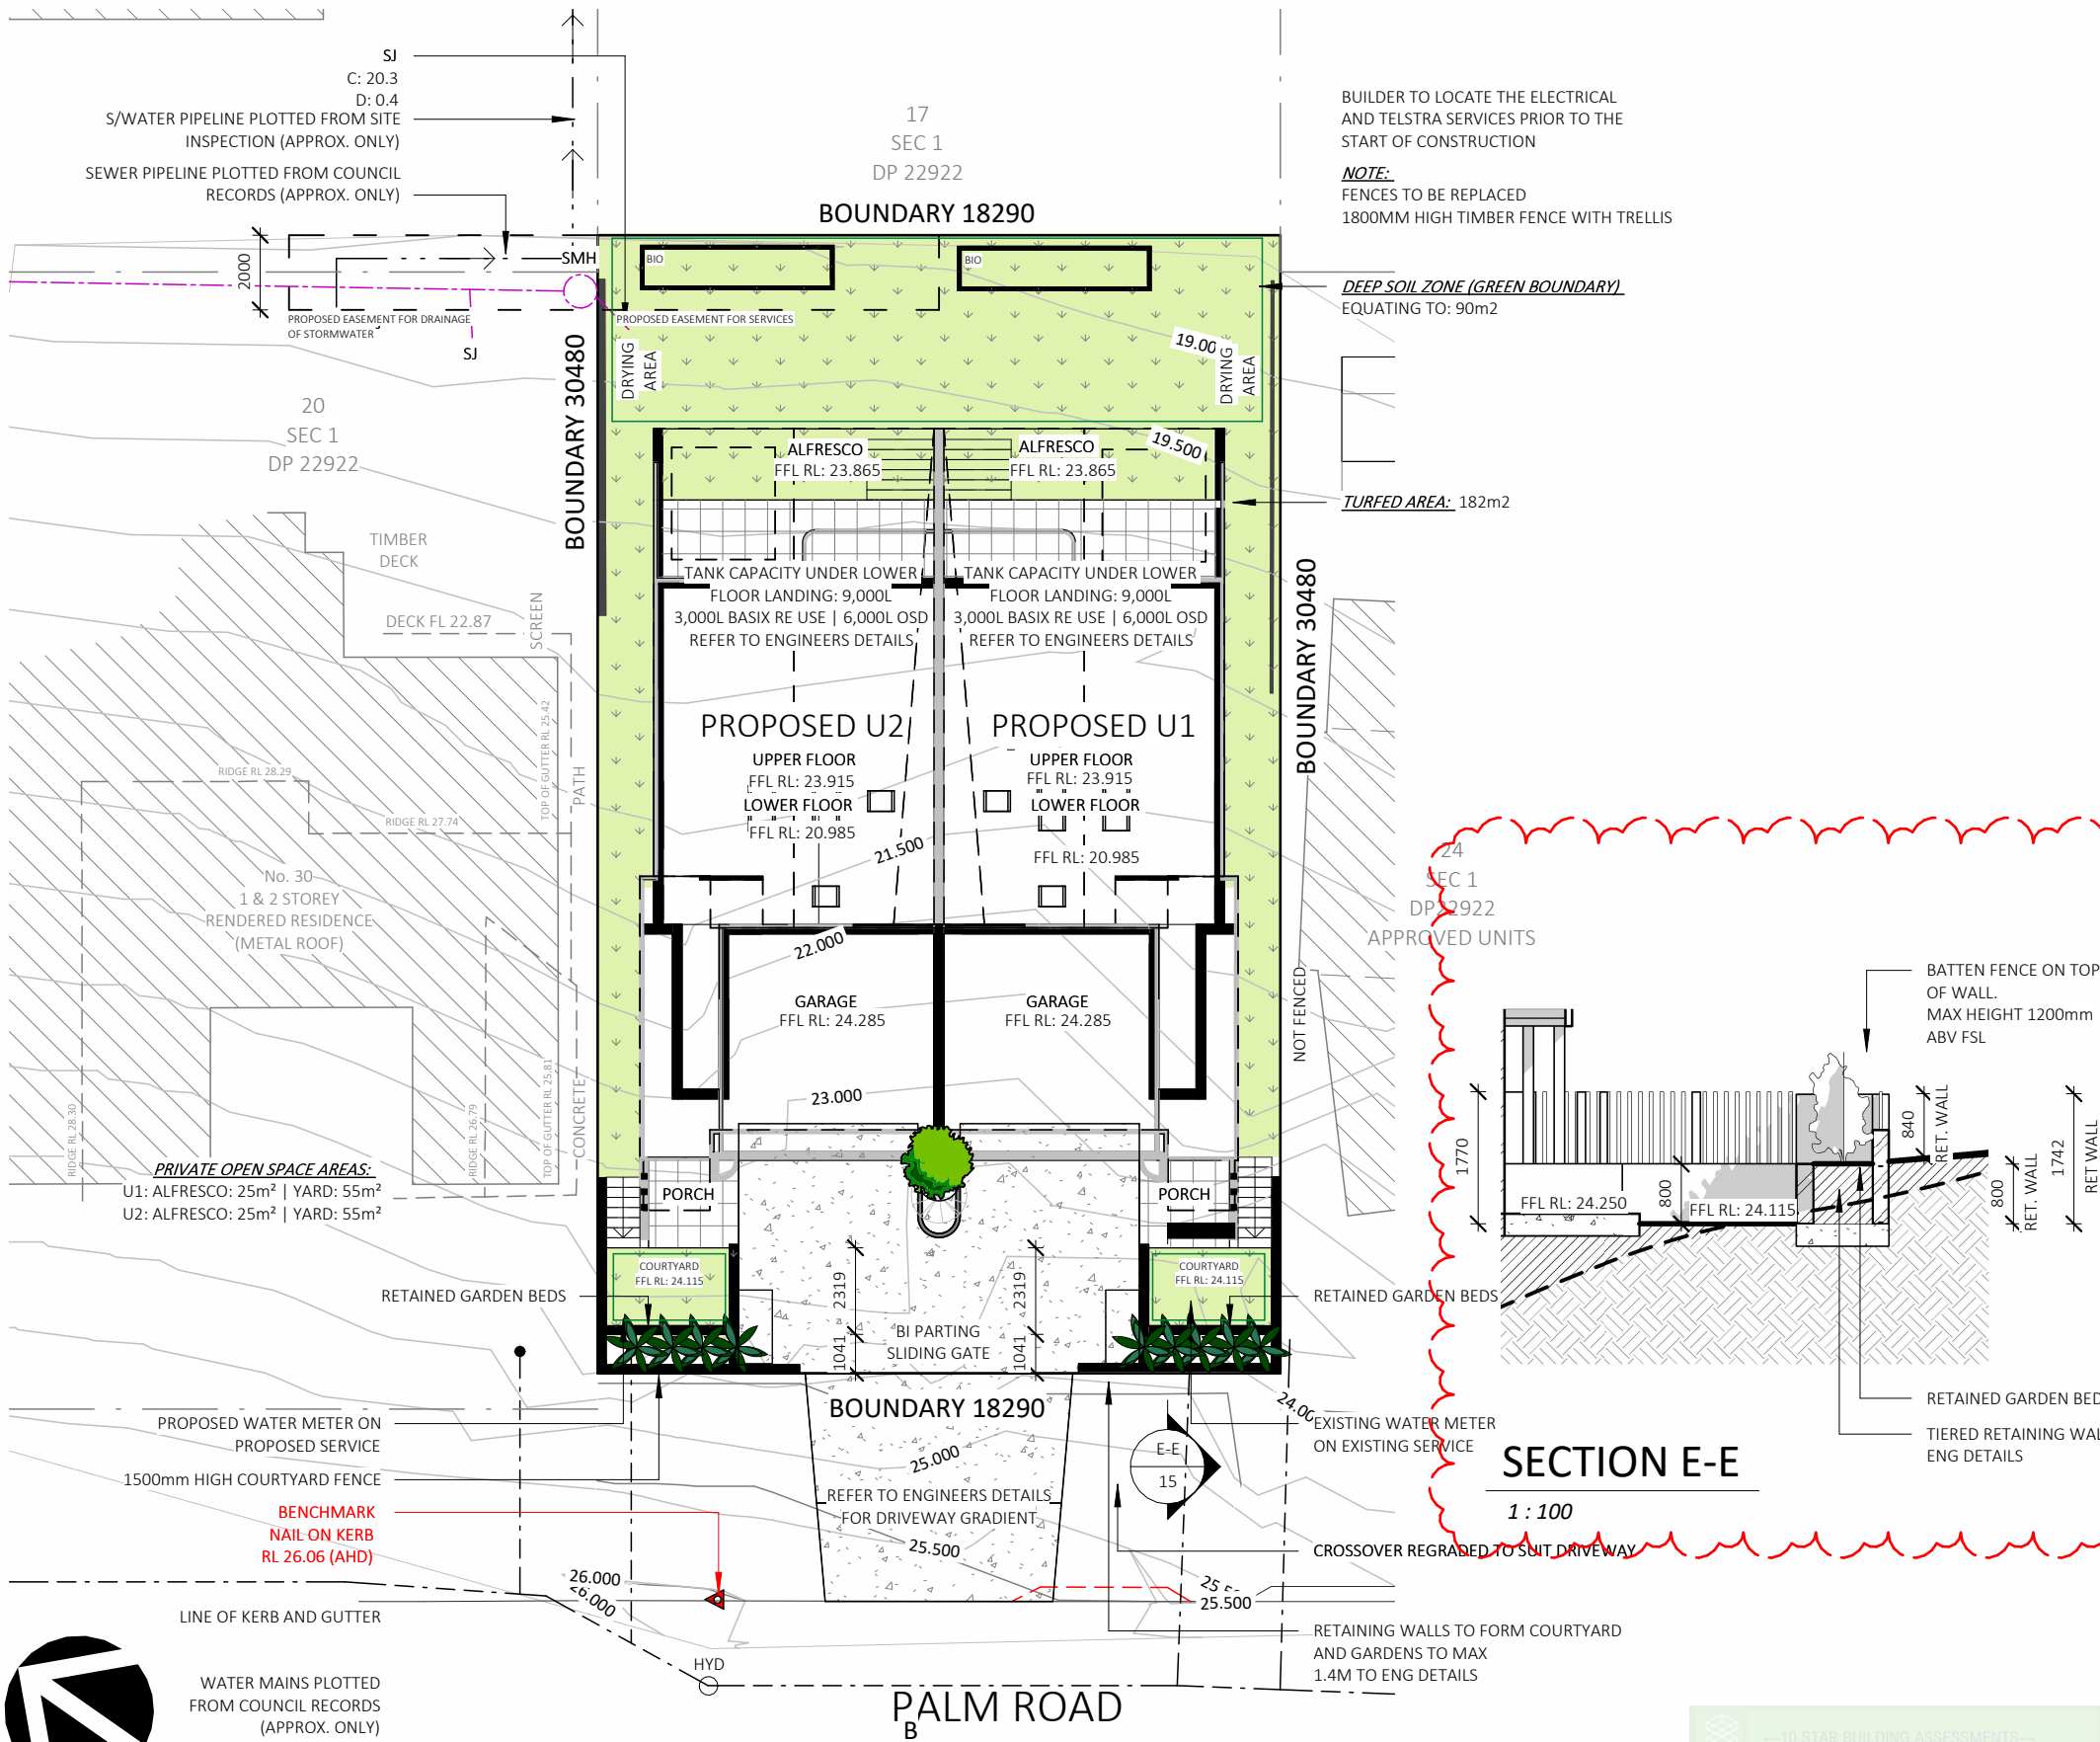 SJ
C: 20.3
D: 0.4
S/WATER PIPELINE PLOTTED FROM SITE
INSPECTION (APPROX. ONLY)
SEWER PIPELINE PLOTTED FROM COUNCIL
RECORDS (APPROX. ONLY)
17
SEC 1
DP 22922
BOUNDARY 18290
BUILDER TO LOCATE THE ELECTRICAL
AND TELSTRA SERVICES PRIOR TO THE
START OF CONSTRUCTION
NOTE:
FENCES TO BE REPLACED
1800MM HIGH TIMBER FENCE WITH TRELLIS
2000
SMH
BIO
BIO
DEEP SOIL ZONE (GREEN BOUNDARY)
EQUATING TO: 90m2
PROPOSED EASEMENT FOR DRAINAGE
OF STORMWATER
SJ
PROPOSED EASEMENT FOR SERVICES
DRYING
AREA
19.00
DRYING
AREA
BOUNDARY 30480
20
SEC 1
DP 22922
ALFRESCO
FFL RL: 23.865
ALFRESCO
FFL RL: 23.865
19.500
TURFED AREA: 182m2
TIMBER
DECK
DECK FL 22.87
SCREEN
TANK CAPACITY UNDER LOWER
FLOOR LANDING: 9,000L
3,000L BASIX RE USE | 6,000L OSD
REFER TO ENGINEERS DETAILS
TANK CAPACITY UNDER LOWER
FLOOR LANDING: 9,000L
3,000L BASIX RE USE | 6,000L OSD
REFER TO ENGINEERS DETAILS
BOUNDARY 30480
PROPOSED U2
UPPER FLOOR
FFL RL: 23.915
LOWER FLOOR
FFL RL: 20.985
PROPOSED U1
UPPER FLOOR
FFL RL: 23.915
LOWER FLOOR
FFL RL: 20.985
TOP OF GUTTER RL 25.42
PATH
RIDGE RL 28.29
RIDGE RL 27.74
21.500
No. 30
1 & 2 STOREY
RENDERED RESIDENCE
(METAL ROOF)
22.000
24
SEC 1
DP 22922
APPROVED UNITS
GARAGE
FFL RL: 24.285
GARAGE
FFL RL: 24.285
NOT FENCED
23.000
RIDGE RL 28.30
RIDGE RL 26.79
TOP OF GUTTER RL 25.81
CONCRETE
PRIVATE OPEN SPACE AREAS:
U1: ALFRESCO: 25m² | YARD: 55m²
U2: ALFRESCO: 25m² | YARD: 55m²
PORCH
PORCH
COURTYARD
FFL RL: 24.115
COURTYARD
FFL RL: 24.115
RETAINED GARDEN BEDS
RETAINED GARDEN BEDS
2319
1041
2319
1041
BI PARTING
SLIDING GATE
BOUNDARY 18290
24.00
PROPOSED WATER METER ON
PROPOSED SERVICE
EXISTING WATER METER
ON EXISTING SERVICE
1500mm HIGH COURTYARD FENCE
25.000
E-E
15
REFER TO ENGINEERS DETAILS
FOR DRIVEWAY GRADIENT
25.500
BENCHMARK
NAIL ON KERB
RL 26.06 (AHD)
CROSSOVER REGRADED TO SUIT DRIVEWAY
26.000
26.000
25.500
LINE OF KERB AND GUTTER
RETAINING WALLS TO FORM COURTYARD
AND GARDENS TO MAX
1.4M TO ENG DETAILS
HYD
WATER MAINS PLOTTED
FROM COUNCIL RECORDS
(APPROX. ONLY)
PALM ROAD
B
BATTEN FENCE ON TOP
OF WALL.
MAX HEIGHT 1200mm
ABV FSL
1770
800
FFL RL: 24.250
FFL RL: 24.115
840
RET. WALL
800
RET. WALL
1742
RET WALL
RETAINED GARDEN BED
TIERED RETAINING WAL
ENG DETAILS
SECTION E-E
1 : 100
10 STAR BUILDING ASSESSMENTS